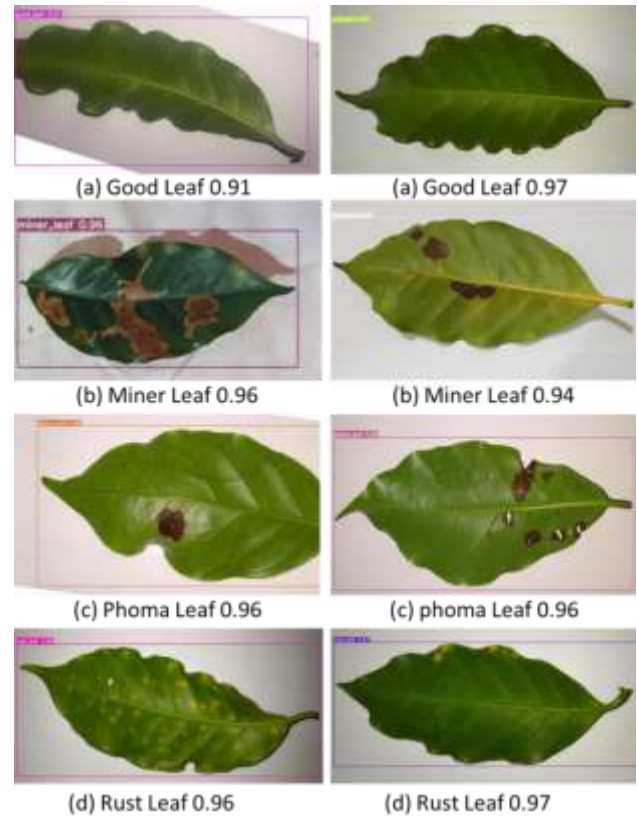 (a) Good Leaf 0.91
(a) Good Leaf 0.97
miner_leaf 0.96
(b) Miner Leaf 0.96
(b) Miner Leaf 0.94
(c) Phoma Leaf 0.96
(c) phoma Leaf 0.96
(d) Rust Leaf 0.96
(d) Rust Leaf 0.97